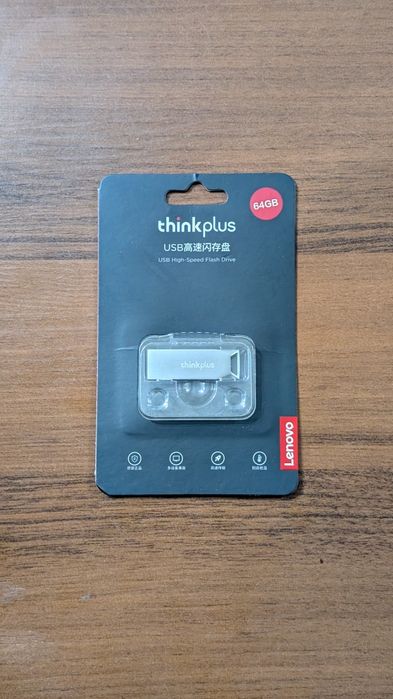 64GB
thinkplus
USB高速闪存盘
USB High-Speed Flash Drive
thinkplus
Lenovo